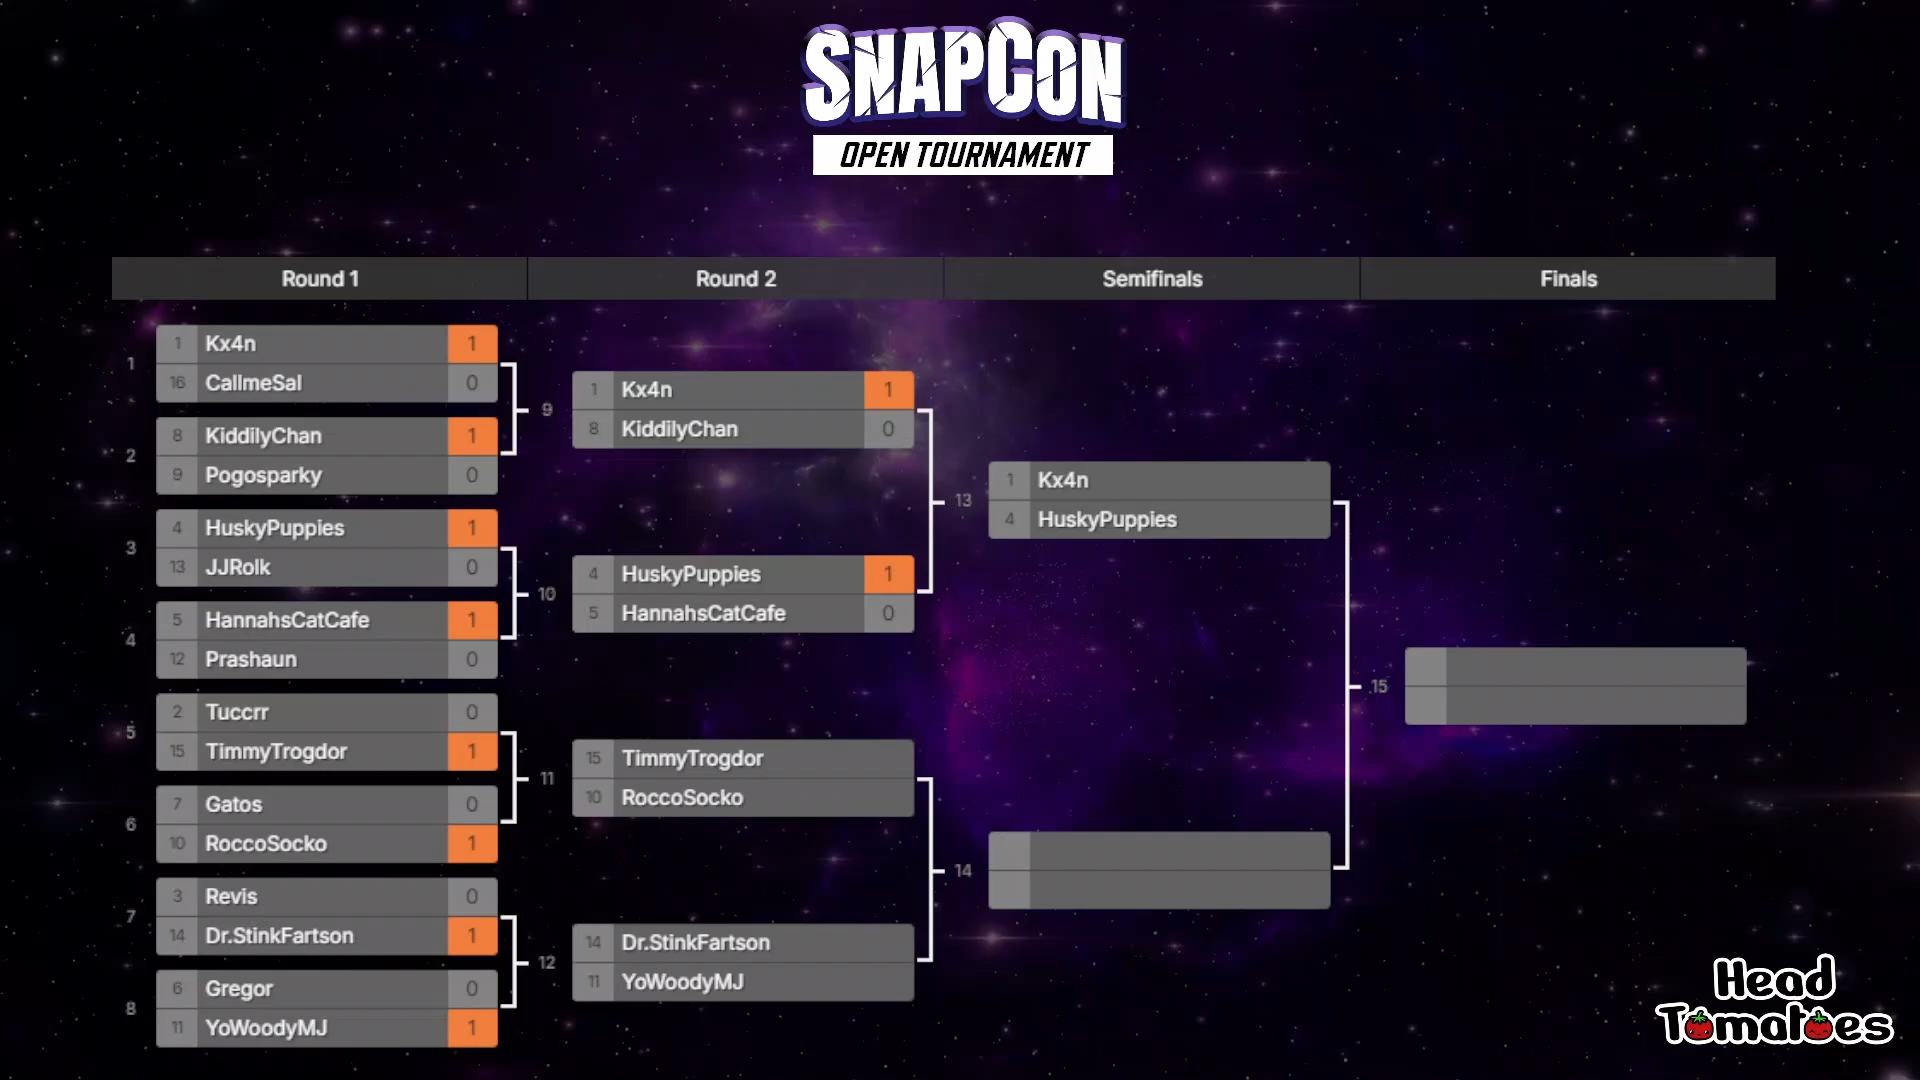 SNAPCON
OPEN TOURNAMENT
Round 1
Round 2
Semifinals
Finals
1
1 Kx4n 1
16 CallmeSal 0
2
8 KiddilyChan 1
9 Pogosparky 0
3
4 HuskyPuppies 1
13 JJRolk 0
4
5 HannahsCatCafe 1
12 Prashaun 0
5
2 Tuccrr 0
15 TimmyTrogdor 1
6
7 Gatos 0
10 RoccoSocko 1
7
3 Revis 0
14 Dr.StinkFartson 1
8
6 Gregor 0
11 YoWoodyMJ 1
9
1 Kx4n 1
8 KiddilyChan 0
10
4 HuskyPuppies 1
5 HannahsCatCafe 0
11
15 TimmyTrogdor
10 RoccoSocko
12
14 Dr.StinkFartson
11 YoWoodyMJ
13
1 Kx4n
4 HuskyPuppies
14
15
Head
Tomatoes